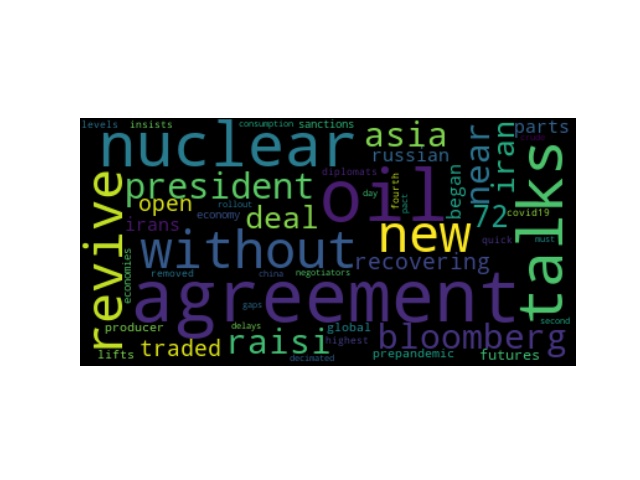 levels insists consumption sanctions
nuclear asia near iran parts
russian
revive president oil diplomats began talks
open day fourth pact 72 covid19
irans economy rollout deal new quick must
without recovering
economies removed china negotiators
agreement
gaps second
producer delays global bloomberg
lifts traded raisi highest prepandemic futures
decimated